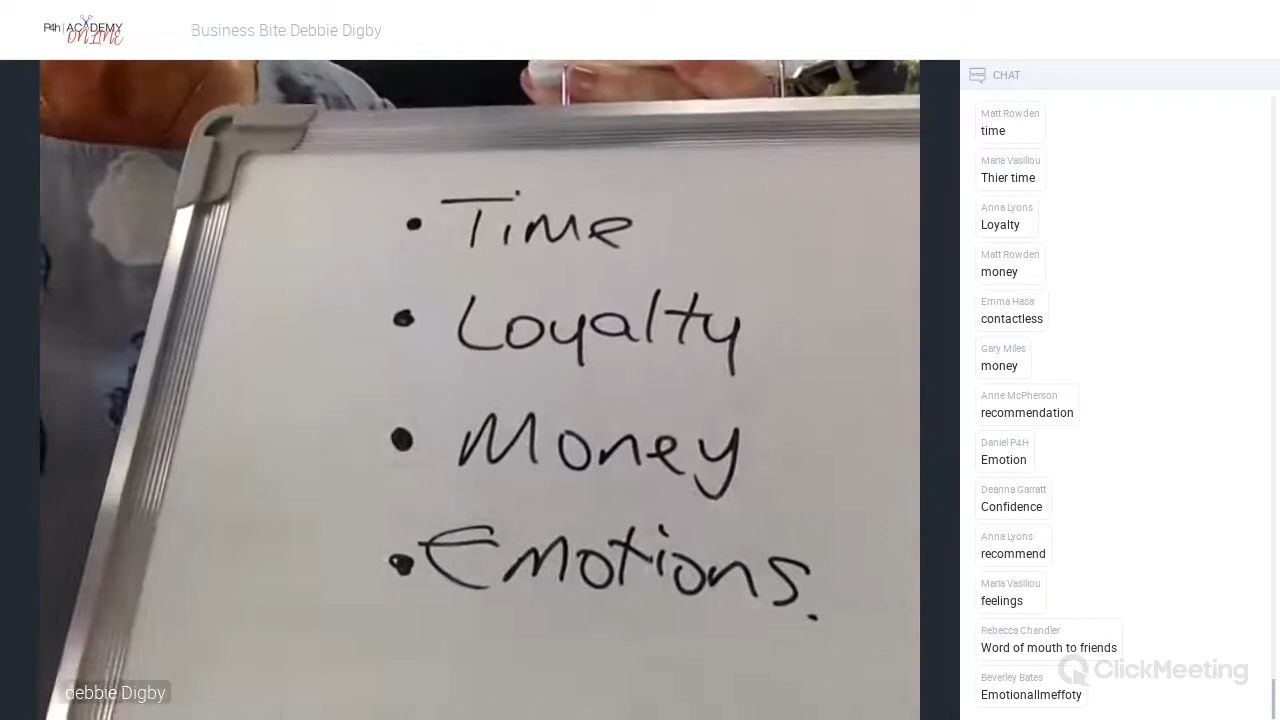 P4h | ACADEMY
ONLINE
Business Bite Debbie Digby
• Time
• Loyalty
• Money
• Emotions.
debbie Digby
CHAT
Matt Rowden
time
Maria Vasiliou
Thier time
Anna Lyons
Loyalty
Matt Rowden
money
Emma Hasa
contactless
Gary Miles
money
Anne McPherson
recommendation
Daniel P4H
Emotion
Deanna Garratt
Confidence
Anna Lyons
recommend
Maria Vasiliou
feelings
Rebecca Chandler
Word of mouth to friends
Beverley Bates
Emotionallmeffoty
ClickMeeting